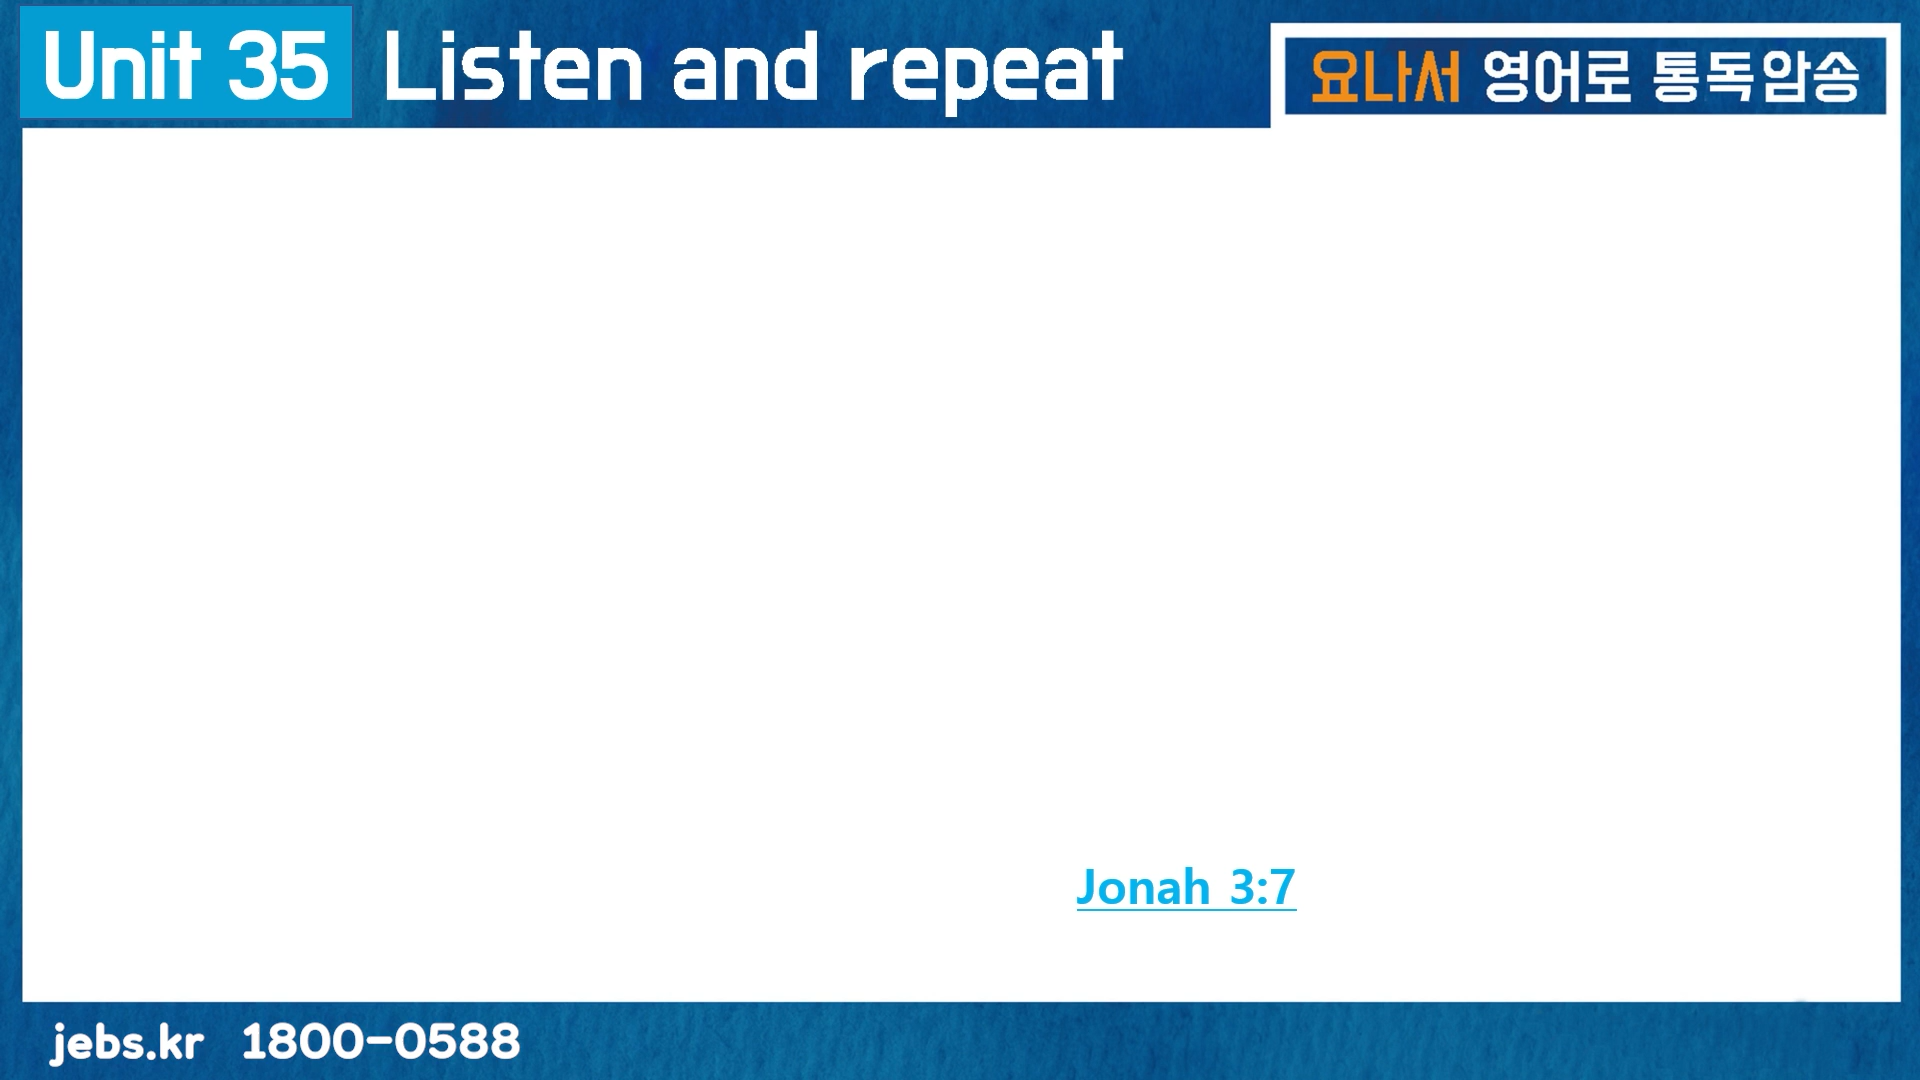 Unit 35 Listen and repeat
요나서 영어로 통독암송
Jonah 3:7
jebs.kr 1800-0588